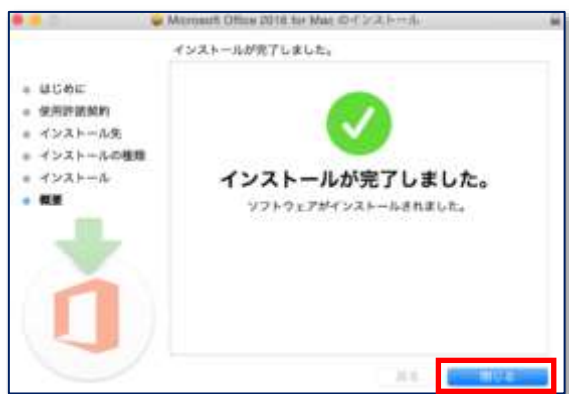 Microsoft Office 2016 for Mac のインストール
インストールが完了しました。
はじめに
使用許諾契約
インストール先
インストールの種類
インストール
概要
インストールが完了しました。
ソフトウェアがインストールされました。
戻る
閉じる